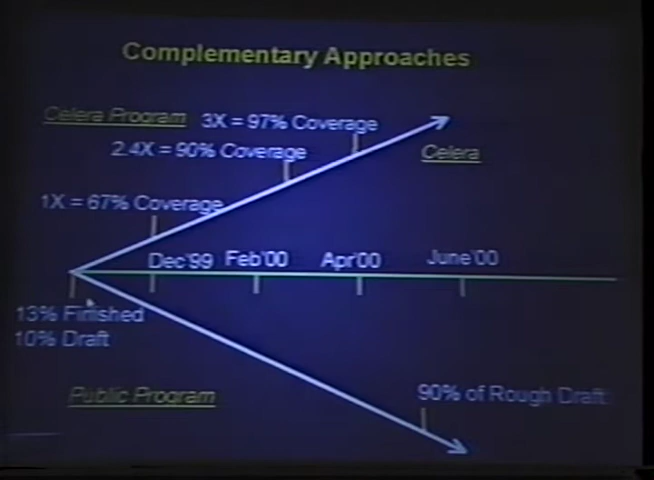 Complementary Approaches
Celera Program
3X = 97% Coverage
2.4X = 90% Coverage
Celera
1X = 67% Coverage
Dec'99 Feb'00 Apr'00 June'00
13% Finished
10% Draft
Public Program
90% of Rough Draft